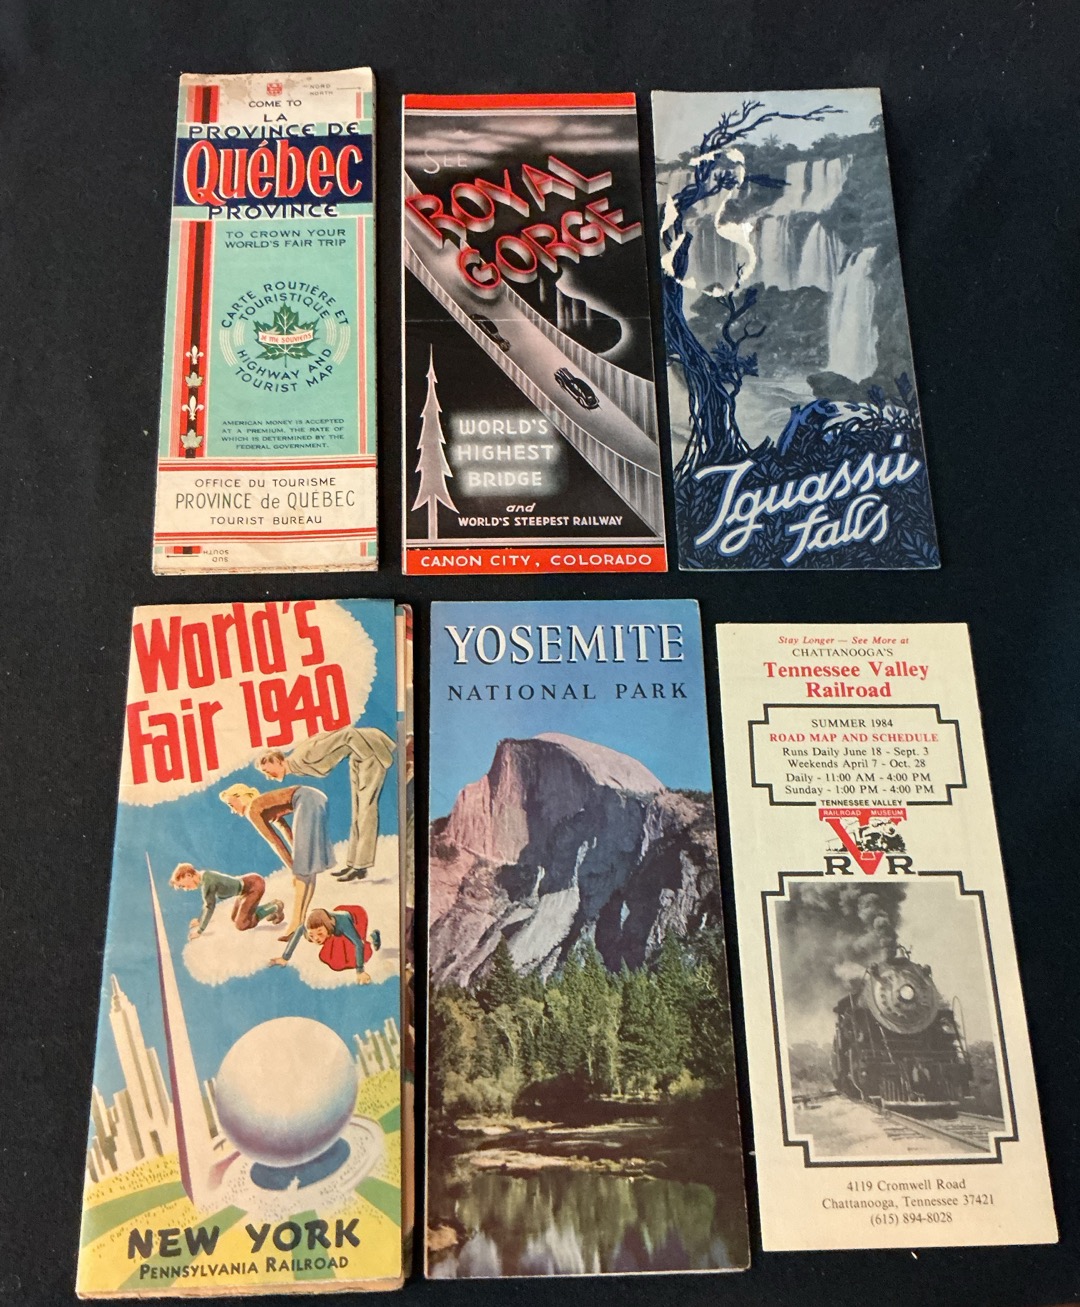 NORD
NORTH
COME TO
LA
PROVINCE DE
Québec
PROVINCE
TO CROWN YOUR
WORLD'S FAIR TRIP
CARTE ROUTIÈRE ET
TOURISTIQUE
JE ME SOUVIENS
HIGHWAY AND
TOURIST MAP
AMERICAN MONEY IS ACCEPTED
AT A PREMIUM, THE RATE OF
WHICH IS DETERMINED BY THE
FEDERAL GOVERNMENT.
OFFICE DU TOURISME
PROVINCE de QUÉBEC
TOURIST BUREAU
SOUTH
SUD
SEE
ROYAL
GORGE
WORLD'S
HIGHEST
BRIDGE
and
WORLD'S STEEPEST RAILWAY
CANON CITY, COLORADO
Iguassú
falls
World's
Fair 1940
NEW YORK
PENNSYLVANIA RAILROAD
YOSEMITE
NATIONAL PARK
Stay Longer — See More at
CHATTANOOGA'S
Tennessee Valley
Railroad
SUMMER 1984
ROAD MAP AND SCHEDULE
Runs Daily June 18 - Sept. 3
Weekends April 7 - Oct. 28
Daily - 11:00 AM - 4:00 PM
Sunday - 1:00 PM - 4:00 PM
TENNESSEE VALLEY
RAILROAD MUSEUM
R V R
4119 Cromwell Road
Chattanooga, Tennessee 37421
(615) 894-8028